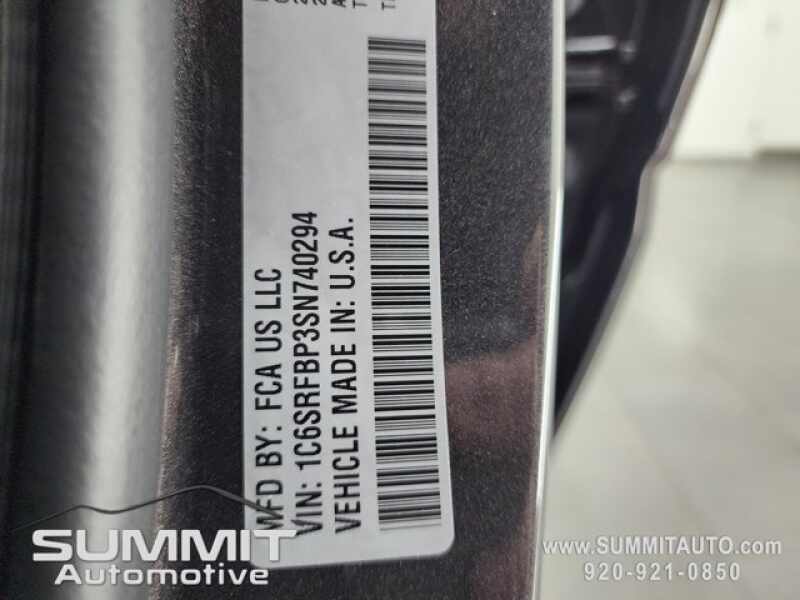 MFD BY: FCA US LLC
VIN: 1C6SRFBP3SN740294
VEHICLE MADE IN: U.S.A.
SUMMIT
Automotive
www.SUMMITAUTO.com
920-921-0850